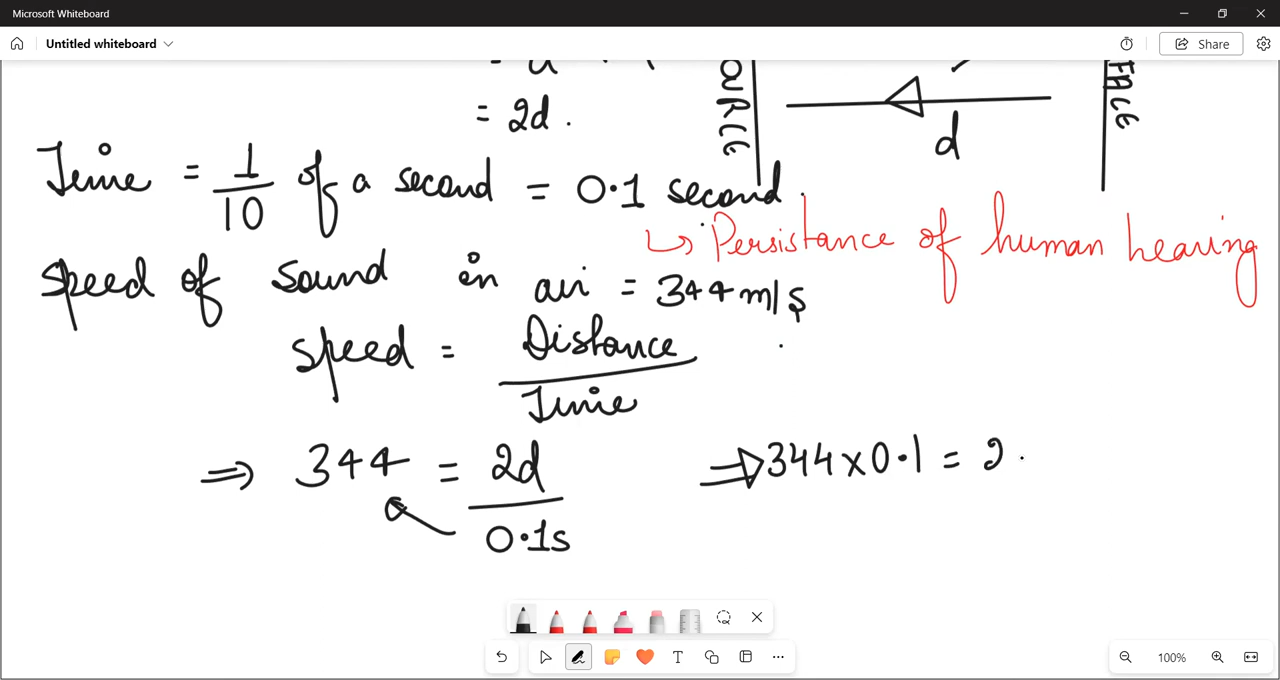 Microsoft Whiteboard
Untitled whiteboard
Share
= 2d.
SOURCE
d
Time = 1/10 of a second = 0.1 second.
↳ Persistance of human hearing
Speed of sound in air = 344 m/s
Speed = Distance/Time
⇒ 344 = 2d/0.1s
⇒ 344 × 0.1 = 2
100%